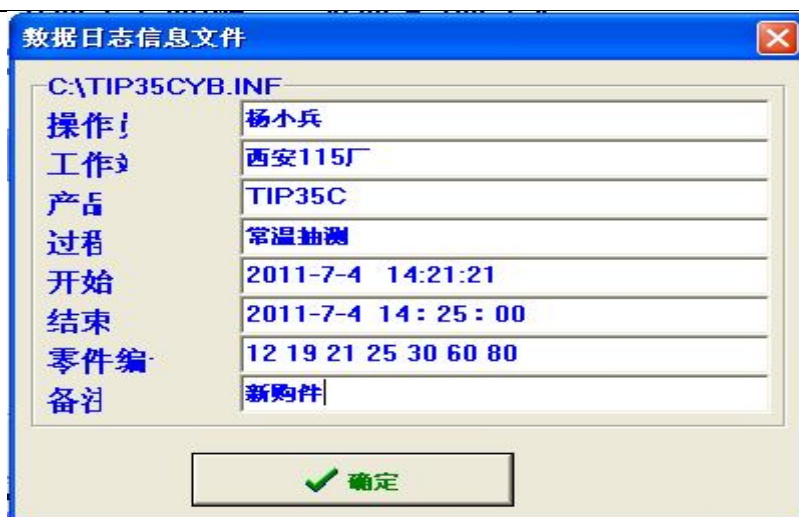 数据日志信息文件
C:\TIP35CYB.INF
操作 杨小兵
工作 西安115厂
产品 TIP35C
过程 常温抽测
开始 2011-7-4 14:21:21
结束 2011-7-4 14：25：00
零件编 12 19 21 25 30 60 80
备注 新购件
确定